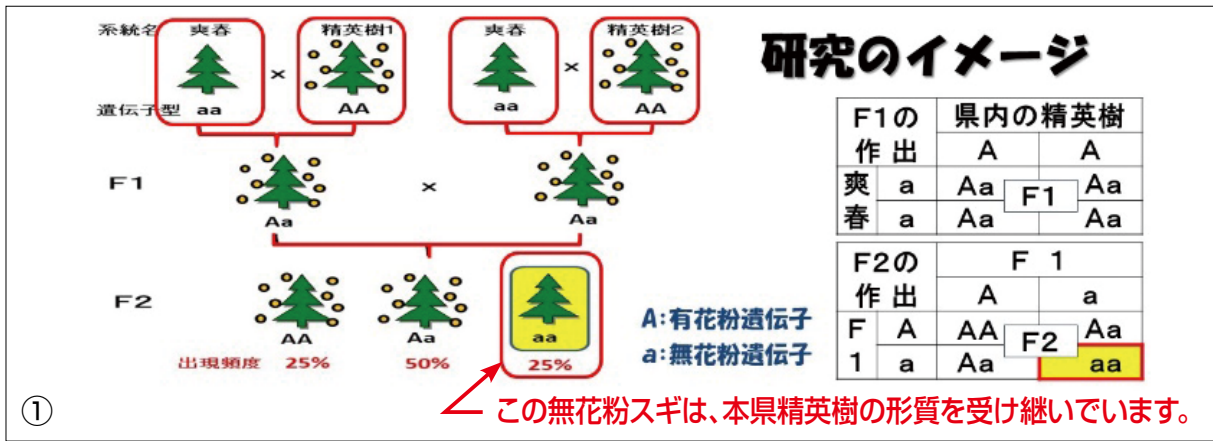 系統名 爽春 精英樹1 爽春 精英樹2
× ×
遺伝子型 aa AA aa AA
F1 × 
Aa Aa
F2
AA Aa aa
出現頻度 25% 50% 25%
A:有花粉遺伝子
a:無花粉遺伝子
研究のイメージ
F1の作出 県内の精英樹
A A
爽春 a Aa Aa
a Aa Aa
F1
F2の作出 F 1
A a
F1 A AA Aa
a Aa aa
F2
① この無花粉スギは、本県精英樹の形質を受け継いでいます。